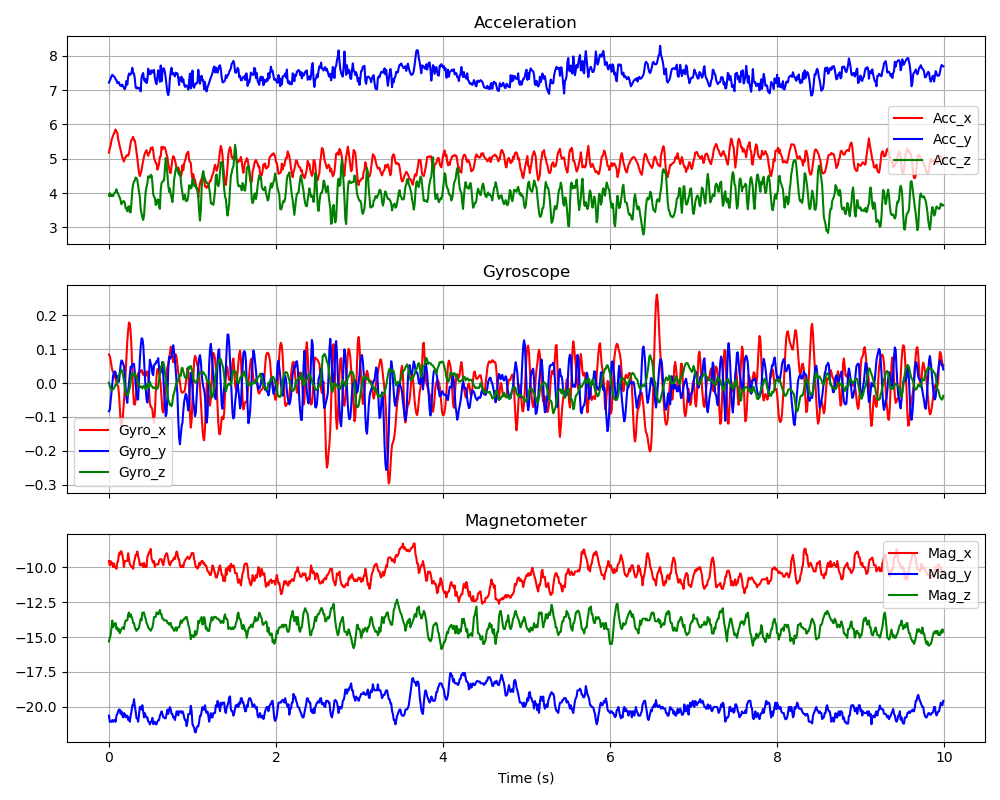 Acceleration
8
7
6
5
4
3
Acc_x
Acc_y
Acc_z
Gyroscope
0.2
0.1
0.0
−0.1
−0.2
−0.3
Gyro_x
Gyro_y
Gyro_z
Magnetometer
−10.0
−12.5
−15.0
−17.5
−20.0
Mag_x
Mag_y
Mag_z
0 2 4 6 8 10
Time (s)